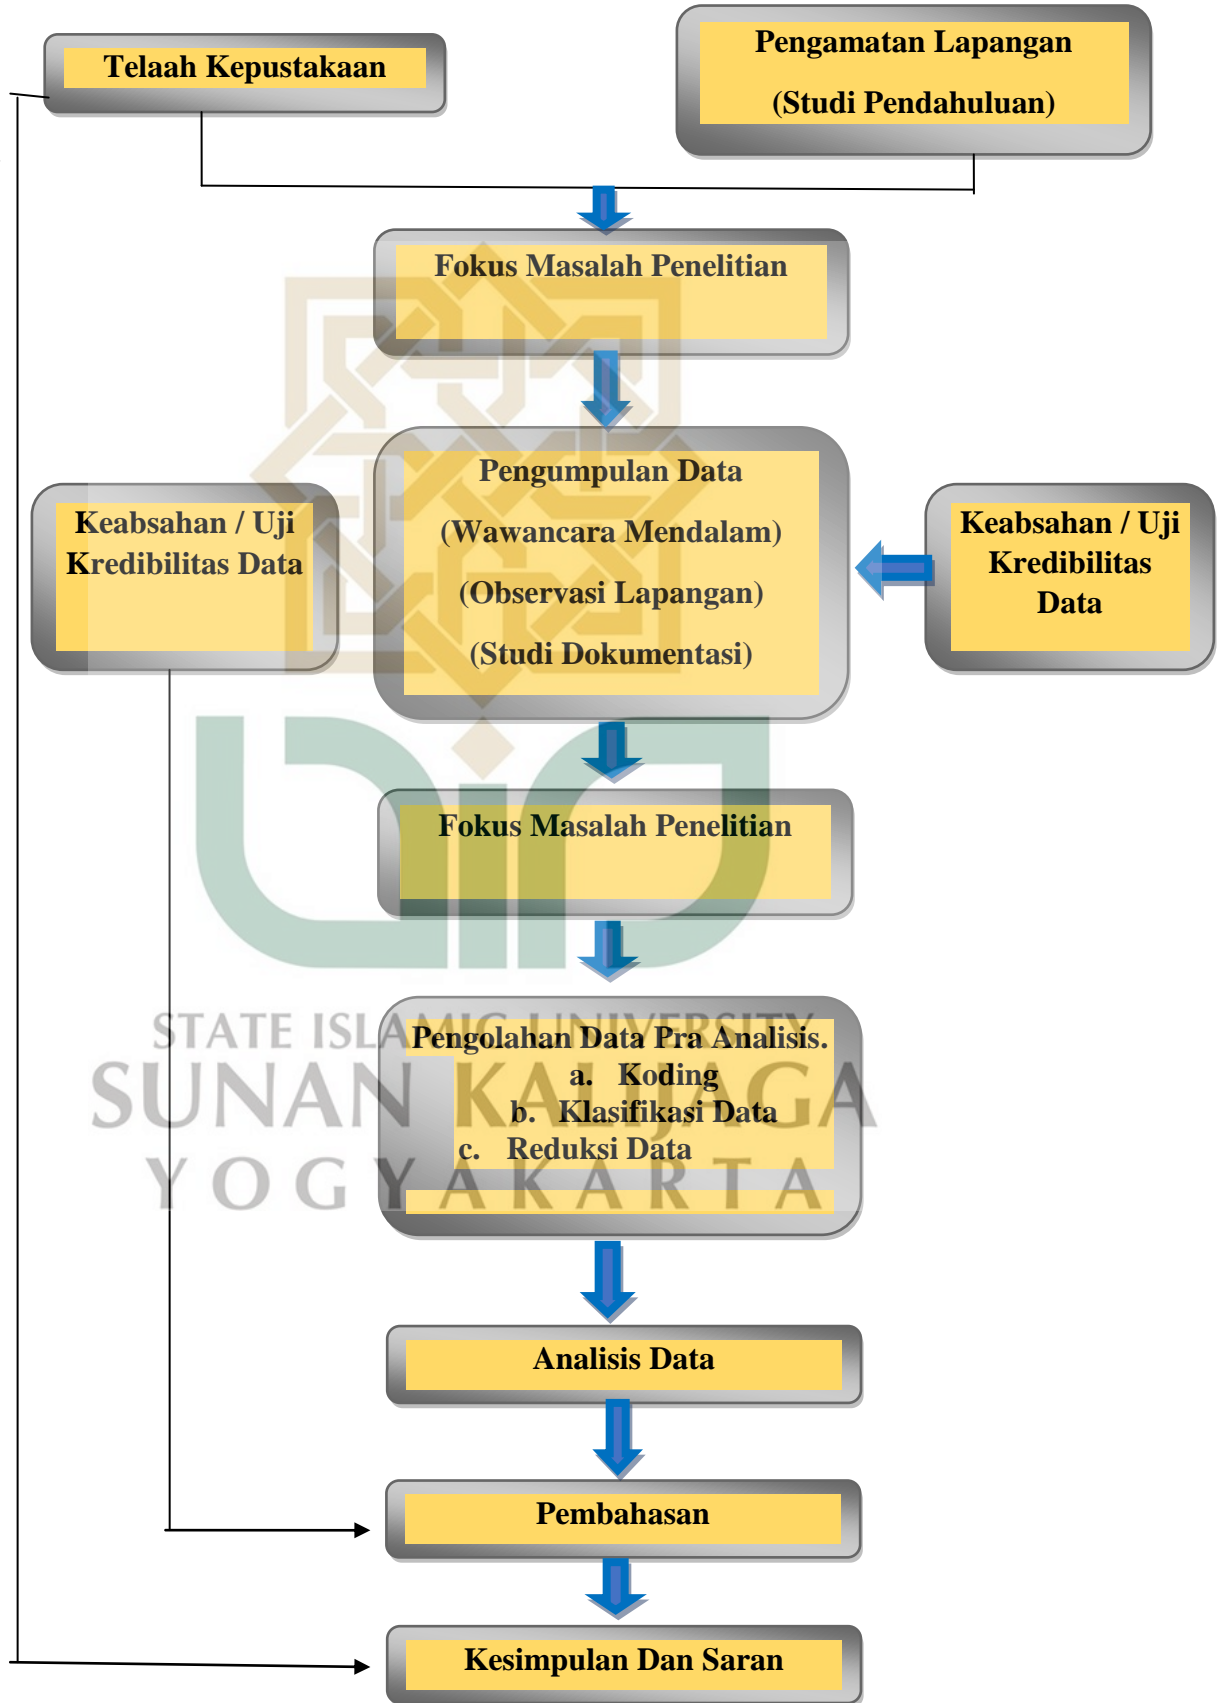 Telaah Kepustakaan
Pengamatan Lapangan
(Studi Pendahuluan)
Fokus Masalah Penelitian
Keabsahan / Uji
Kredibilitas Data
Pengumpulan Data
(Wawancara Mendalam)
(Observasi Lapangan)
(Studi Dokumentasi)
Keabsahan / Uji
Kredibilitas
Data
Fokus Masalah Penelitian
STATE ISLAMIC UNIVERSITY
SUNAN KALIJAGA
YOGYAKARTA
Pengolahan Data Pra Analisis.
a. Koding
b. Klasifikasi Data
c. Reduksi Data
Analisis Data
Pembahasan
Kesimpulan Dan Saran